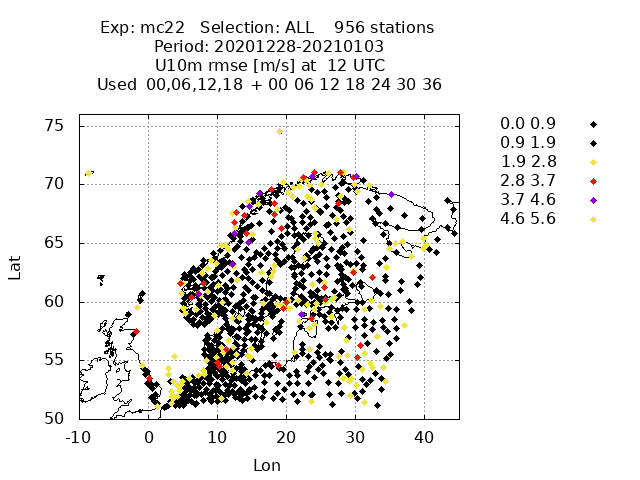 Exp: mc22 Selection: ALL 956 stations
Period: 20201228-20210103
U10m rmse [m/s] at 12 UTC
Used 00,06,12,18 + 00 06 12 18 24 30 36
0.0 0.9
0.9 1.9
1.9 2.8
2.8 3.7
3.7 4.6
4.6 5.6
75
70
65
60
55
50
Lat
-10 0 10 20 30 40
Lon